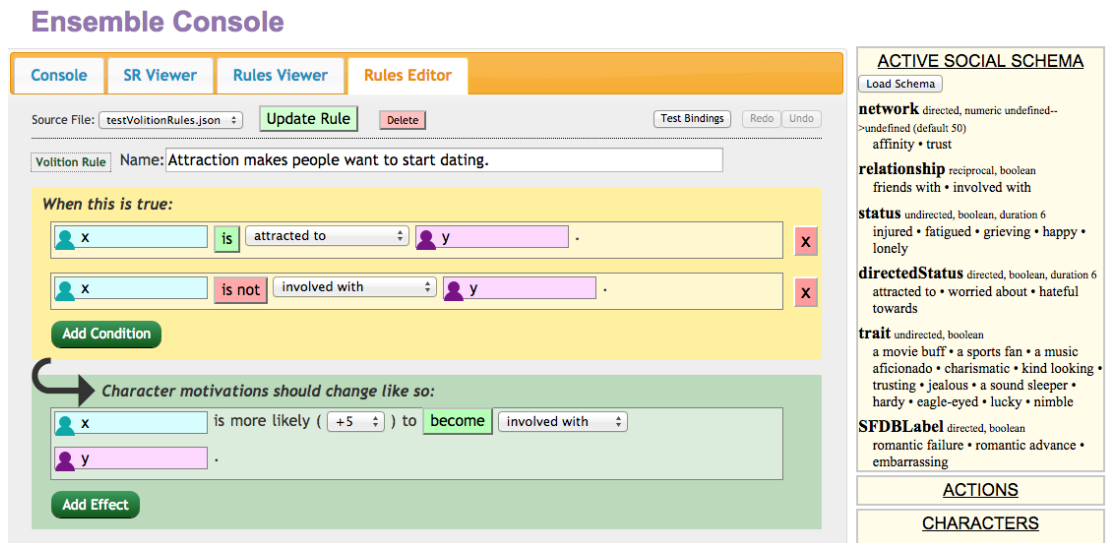 Ensemble Console
Console
SR Viewer
Rules Viewer
Rules Editor
Source File: testVolitionRules.json
Update Rule
Delete
Test Bindings
Redo
Undo
Volition Rule
Name: Attraction makes people want to start dating.
When this is true:
x is attracted to y .
X
x is not involved with y .
X
Add Condition
Character motivations should change like so:
x is more likely ( +5 ) to become involved with
y .
Add Effect
ACTIVE SOCIAL SCHEMA
Load Schema
network directed, numeric undefined--
>undefined (default 50)
affinity • trust
relationship reciprocal, boolean
friends with • involved with
status undirected, boolean, duration 6
injured • fatigued • grieving • happy •
lonely
directedStatus directed, boolean, duration 6
attracted to • worried about • hateful
towards
trait undirected, boolean
a movie buff • a sports fan • a music
aficionado • charismatic • kind looking •
trusting • jealous • a sound sleeper •
hardy • eagle-eyed • lucky • nimble
SFDBLabel directed, boolean
romantic failure • romantic advance •
embarrassing
ACTIONS
CHARACTERS